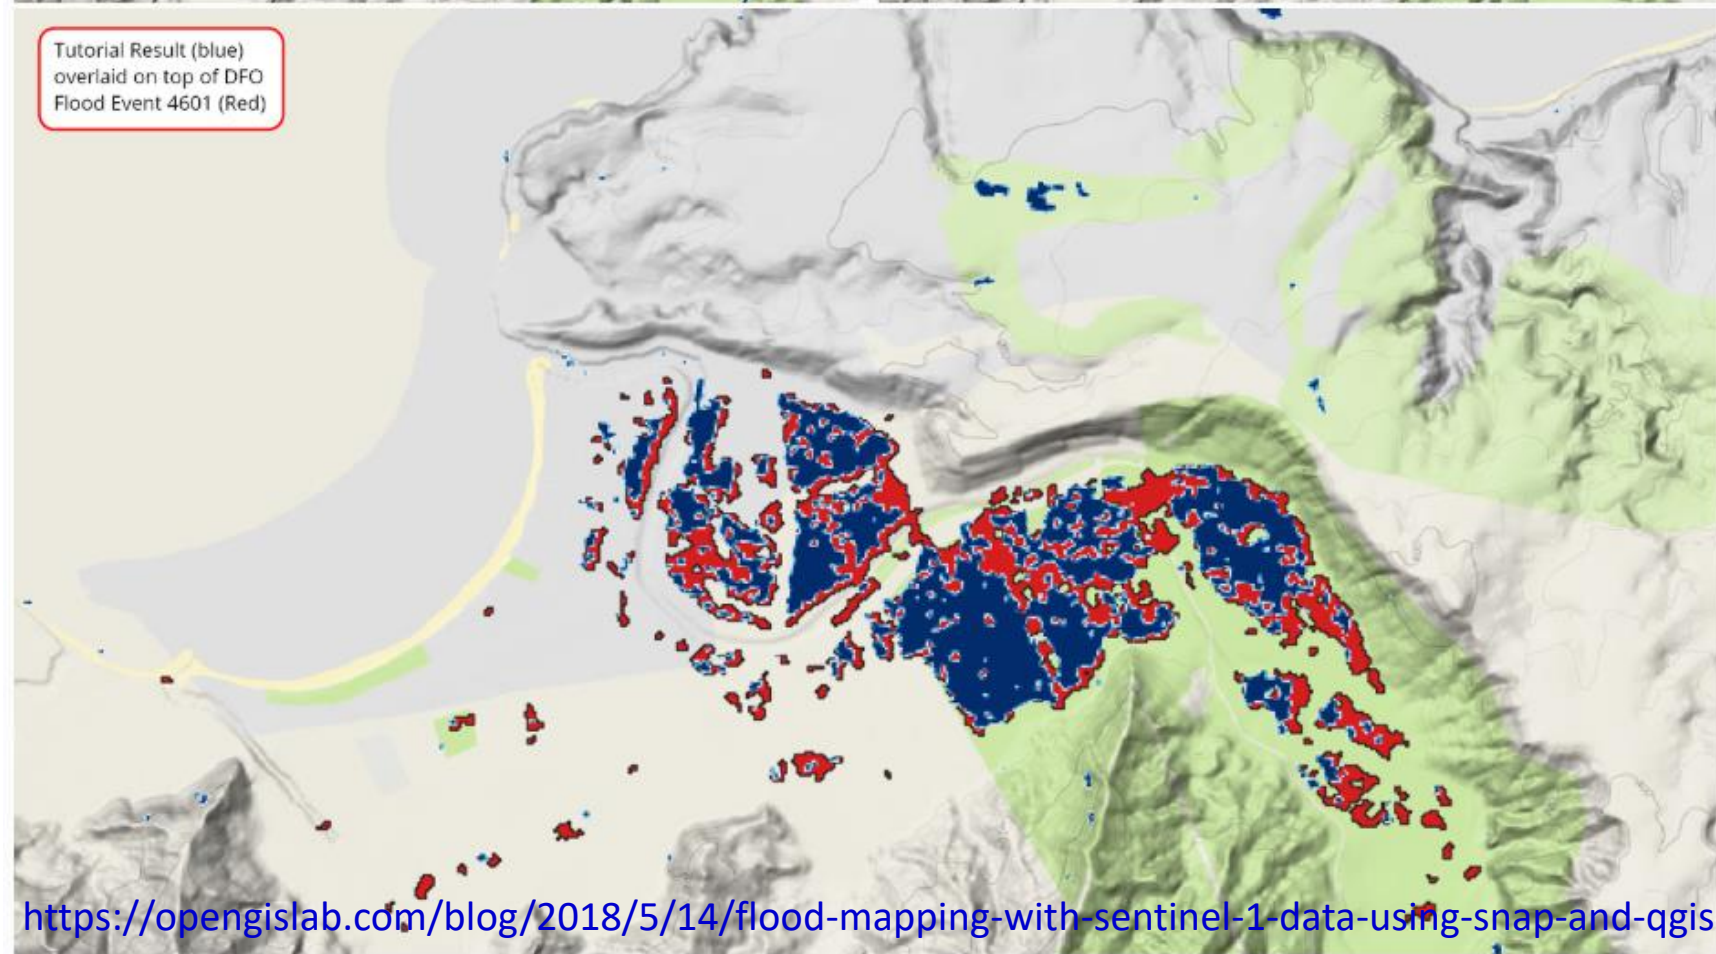 Tutorial Result (blue)
overlaid on top of DFO
Flood Event 4601 (Red)
https://opengislab.com/blog/2018/5/14/flood-mapping-with-sentinel-1-data-using-snap-and-qgis